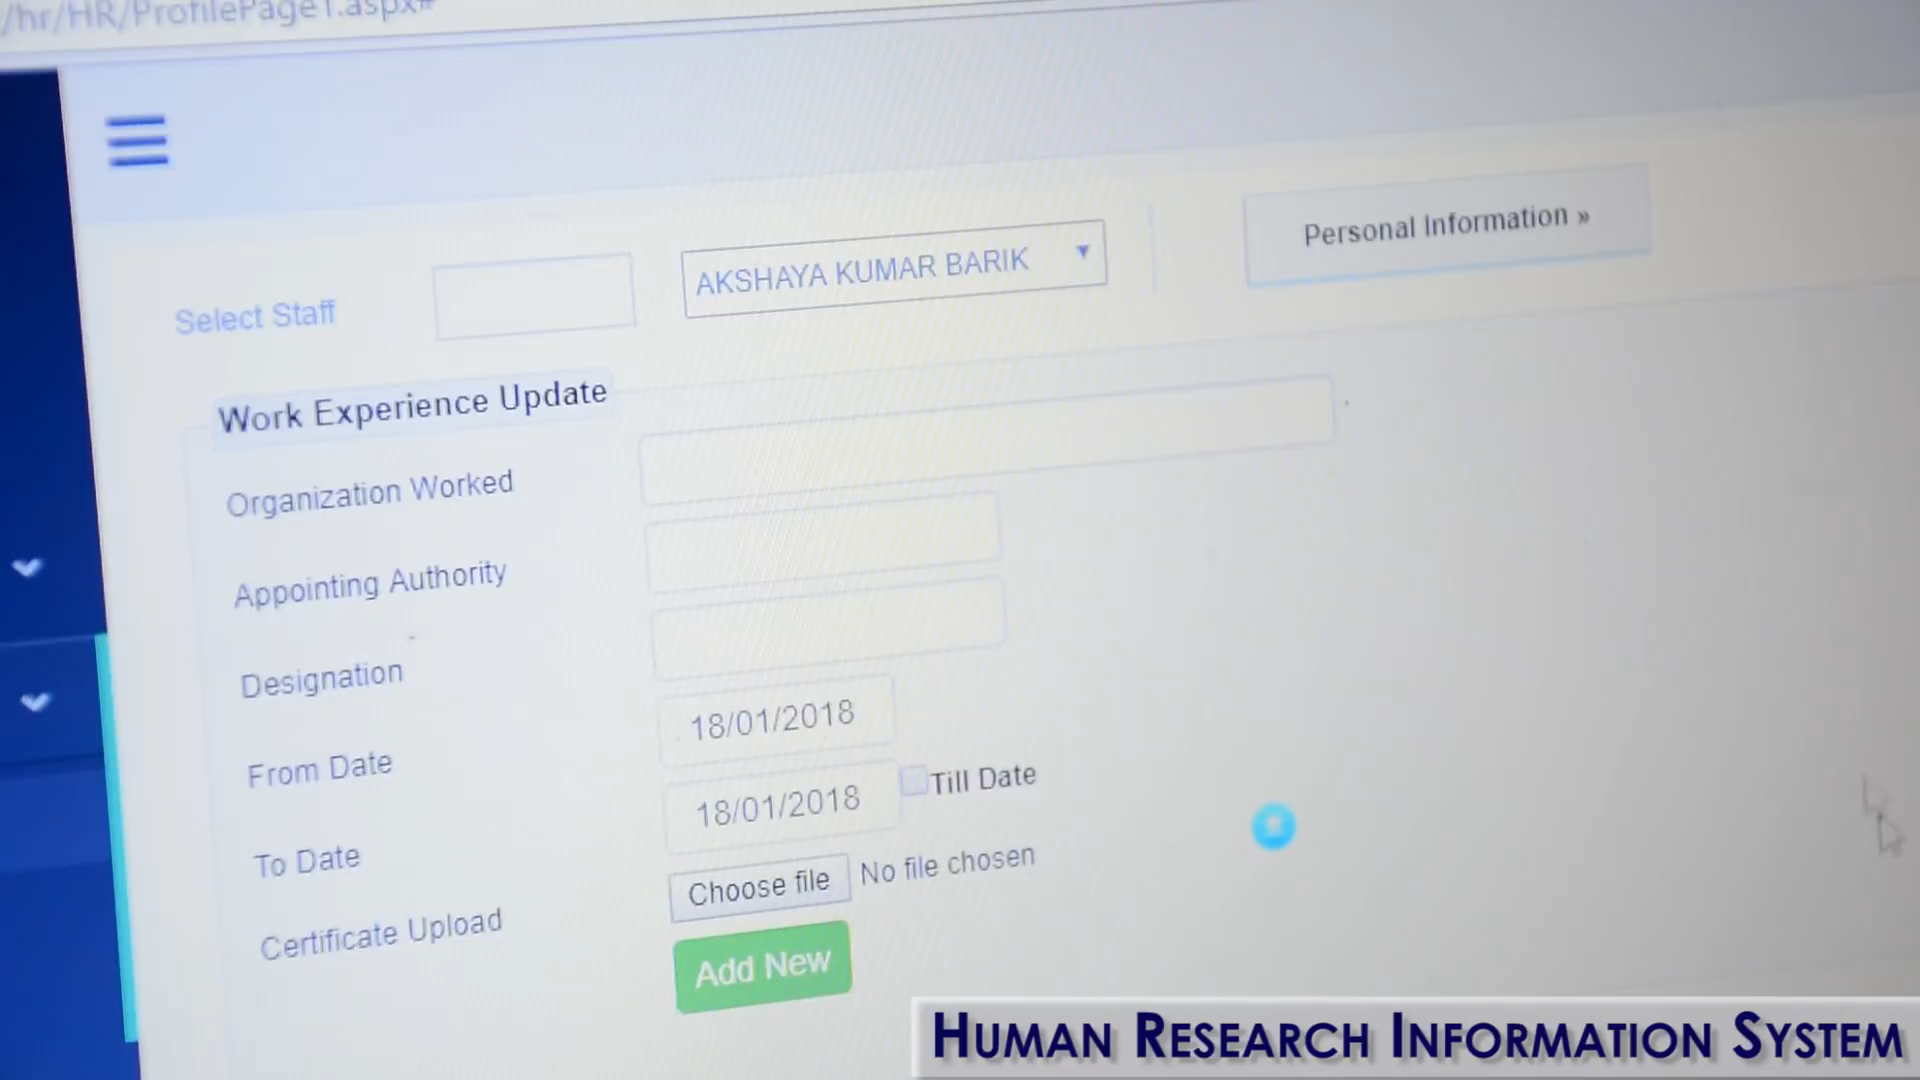 /hr/HR/ProfilePage1.aspx#
Select Staff
AKSHAYA KUMAR BARIK
Personal Information »
Work Experience Update
Organization Worked
Appointing Authority
Designation
From Date
18/01/2018
To Date
18/01/2018
Till Date
Certificate Upload
Choose file No file chosen
Add New
HUMAN RESEARCH INFORMATION SYSTEM